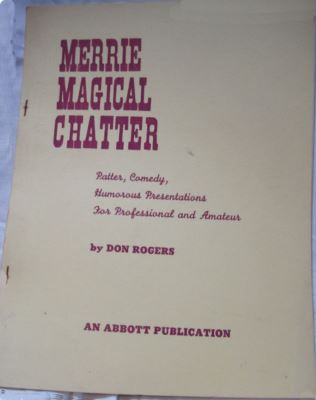 MERRIE
MAGICAL
CHATTER
Patter, Comedy,
Humorous Presentations
For Professional and Amateur
by DON ROGERS
AN ABBOTT PUBLICATION